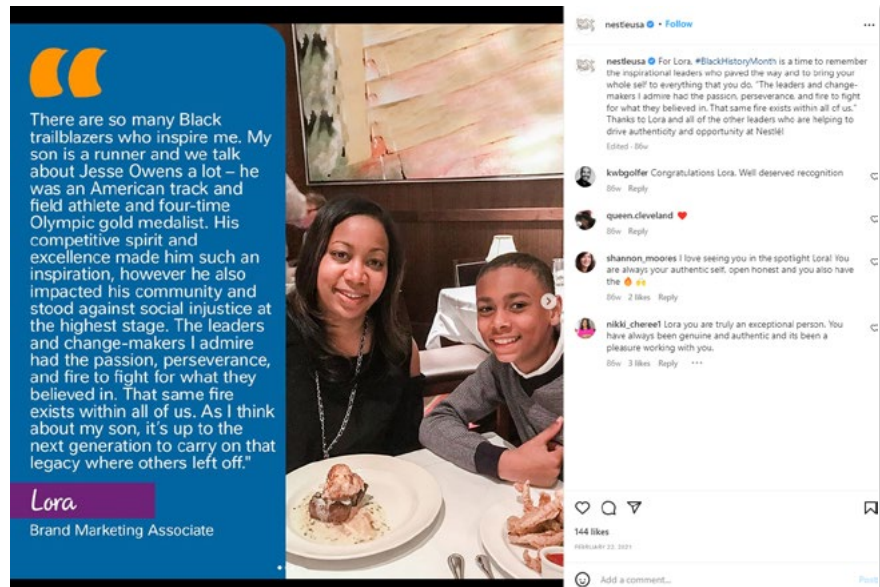 There are so many Black
trailblazers who inspire me. My
son is a runner and we talk
about Jesse Owens a lot – he
was an American track and
field athlete and four-time
Olympic gold medalist. His
competitive spirit and
excellence made him such an
inspiration, however he also
impacted his community and
stood against social injustice at
the highest stage. The leaders
and change-makers I admire
had the passion, perseverance,
and fire to fight for what they
believed in. That same fire
exists within all of us. As I think
about my son, it's up to the
next generation to carry on that
legacy where others left off."
Lora
Brand Marketing Associate
nestleusa • Follow
nestleusa For Lora, #BlackHistoryMonth is a time to remember
the inspirational leaders who paved the way and to bring your
whole self to everything that you do. "The leaders and change-
makers I admire had the passion, perseverance, and fire to fight
for what they believed in. That same fire exists within all of us."
Thanks to Lora and all of the other leaders who are helping to
drive authenticity and opportunity at Nestlé!
Edited · 86w
kwbgolfer Congratulations Lora. Well deserved recognition
86w Reply
queen.cleveland ❤️
86w Reply
shannon_moores I love seeing you in the spotlight Lora! You
are always your authentic self, open honest and you also have
the 🔥 🙌
86w 2 likes Reply
nikki_cheree1 Lora you are truly an exceptional person. You
have always been genuine and authentic and its been a
pleasure working with you.
86w 3 likes Reply
144 likes
FEBRUARY 22, 2021
Add a comment...
Post